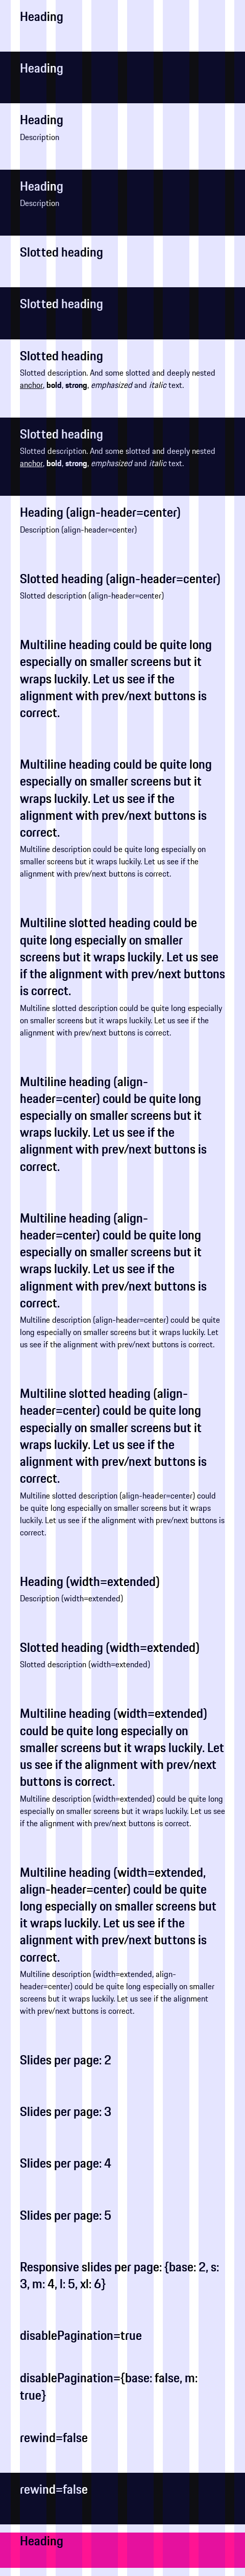 Heading
Heading
Heading
Description
Heading
Description
Slotted heading
Slotted heading
Slotted heading
Slotted description. And some slotted and deeply nested
anchor, bold, strong, emphasized and italic text.
Slotted heading
Slotted description. And some slotted and deeply nested
anchor, bold, strong, emphasized and italic text.
Heading (align-header=center)
Description (align-header=center)
Slotted heading (align-header=center)
Slotted description (align-header=center)
Multiline heading could be quite long
especially on smaller screens but it
wraps luckily. Let us see if the
alignment with prev/next buttons is
correct.
Multiline heading could be quite long
especially on smaller screens but it
wraps luckily. Let us see if the
alignment with prev/next buttons is
correct.
Multiline description could be quite long especially on
smaller screens but it wraps luckily. Let us see if the
alignment with prev/next buttons is correct.
Multiline slotted heading could be
quite long especially on smaller
screens but it wraps luckily. Let us see
if the alignment with prev/next buttons
is correct.
Multiline slotted description could be quite long especially
on smaller screens but it wraps luckily. Let us see if the
alignment with prev/next buttons is correct.
Multiline heading (align-
header=center) could be quite long
especially on smaller screens but it
wraps luckily. Let us see if the
alignment with prev/next buttons is
correct.
Multiline heading (align-
header=center) could be quite long
especially on smaller screens but it
wraps luckily. Let us see if the
alignment with prev/next buttons is
correct.
Multiline description (align-header=center) could be quite
long especially on smaller screens but it wraps luckily. Let
us see if the alignment with prev/next buttons is correct.
Multiline slotted heading (align-
header=center) could be quite long
especially on smaller screens but it
wraps luckily. Let us see if the
alignment with prev/next buttons is
correct.
Multiline slotted description (align-header=center) could
be quite long especially on smaller screens but it wraps
luckily. Let us see if the alignment with prev/next buttons is
correct.
Heading (width=extended)
Description (width=extended)
Slotted heading (width=extended)
Slotted description (width=extended)
Multiline heading (width=extended)
could be quite long especially on
smaller screens but it wraps luckily. Let
us see if the alignment with prev/next
buttons is correct.
Multiline description (width=extended) could be quite long
especially on smaller screens but it wraps luckily. Let us see
if the alignment with prev/next buttons is correct.
Multiline heading (width=extended,
align-header=center) could be quite
long especially on smaller screens but
it wraps luckily. Let us see if the
alignment with prev/next buttons is
correct.
Multiline description (width=extended, align-
header=center) could be quite long especially on smaller
screens but it wraps luckily. Let us see if the alignment
with prev/next buttons is correct.
Slides per page: 2
Slides per page: 3
Slides per page: 4
Slides per page: 5
Responsive slides per page: {base: 2, s:
3, m: 4, l: 5, xl: 6}
disablePagination=true
disablePagination={base: false, m:
true}
rewind=false
rewind=false
Heading